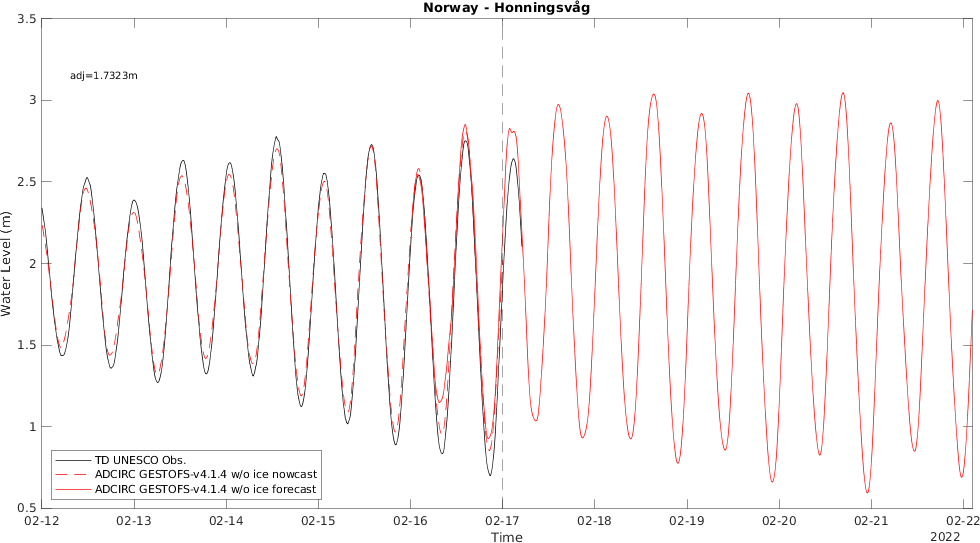 Norway - Honningsvåg
3.5
adj=1.7323m
3
2.5
2
1.5
1
0.5
Water Level (m)
TD UNESCO Obs.
ADCIRC GESTOFS-v4.1.4 w/o ice nowcast
ADCIRC GESTOFS-v4.1.4 w/o ice forecast
02-12 02-13 02-14 02-15 02-16 02-17 02-18 02-19 02-20 02-21 02-22
Time
2022